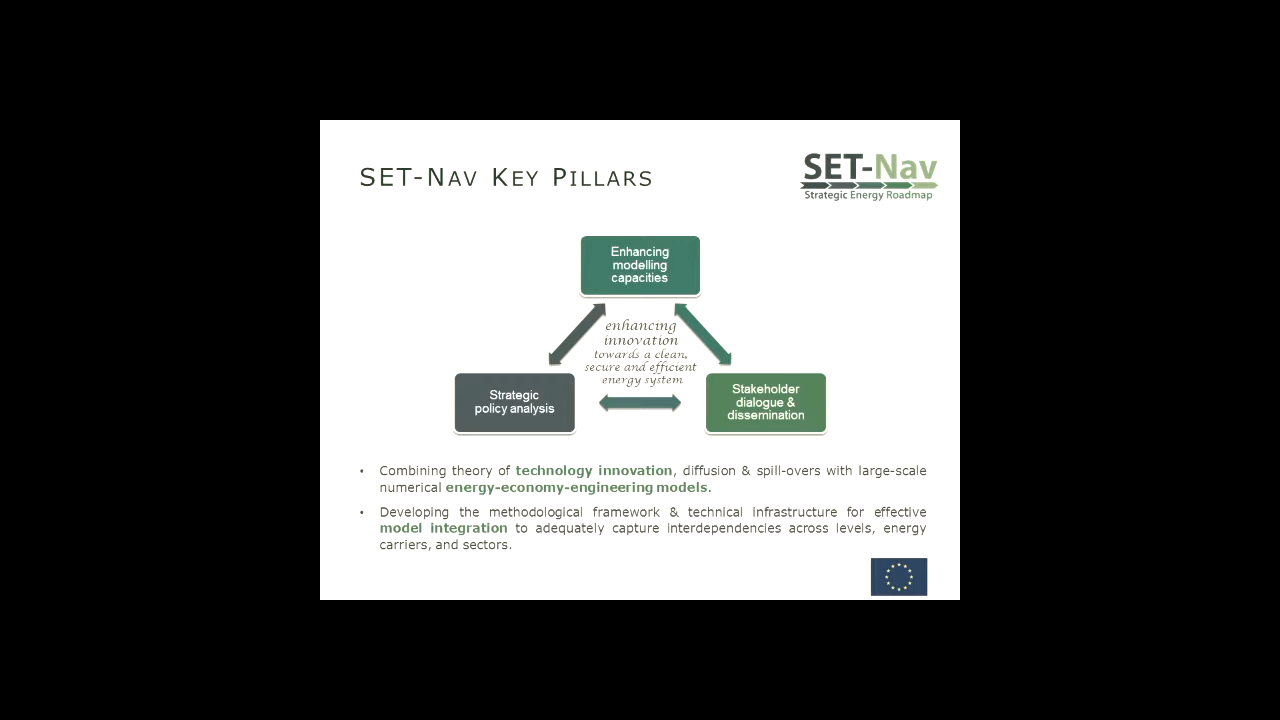 SET-Nav Key Pillars
SET-Nav
Strategic Energy Roadmap
Enhancing
modelling
capacities
enhancing
innovation
towards a clean,
secure and efficient
energy system
Strategic
policy analysis
Stakeholder
dialogue &
dissemination
• Combining theory of technology innovation, diffusion & spill-overs with large-scale
numerical energy-economy-engineering models.
• Developing the methodological framework & technical infrastructure for effective
model integration to adequately capture interdependencies across levels, energy
carriers, and sectors.